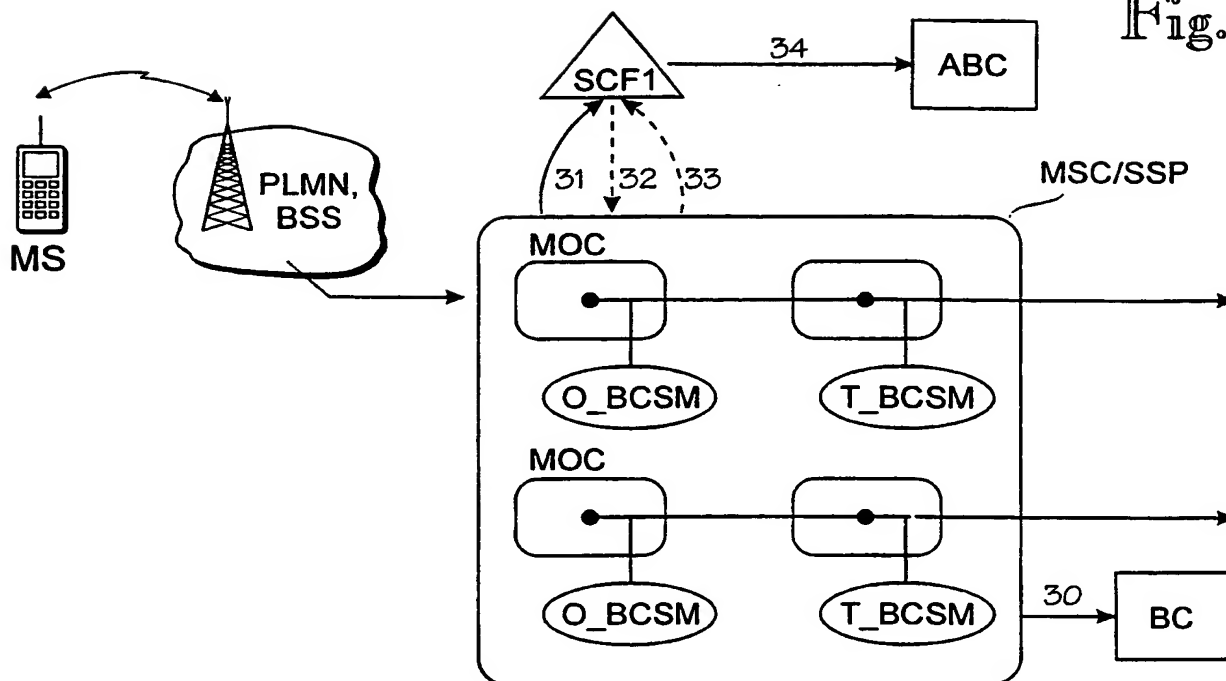 Fig.
34
SCF1
ABC
31
32
33
MSC/SSP
PLMN,
BSS
MS
MOC
O_BCSM
T_BCSM
MOC
O_BCSM
T_BCSM
30
BC